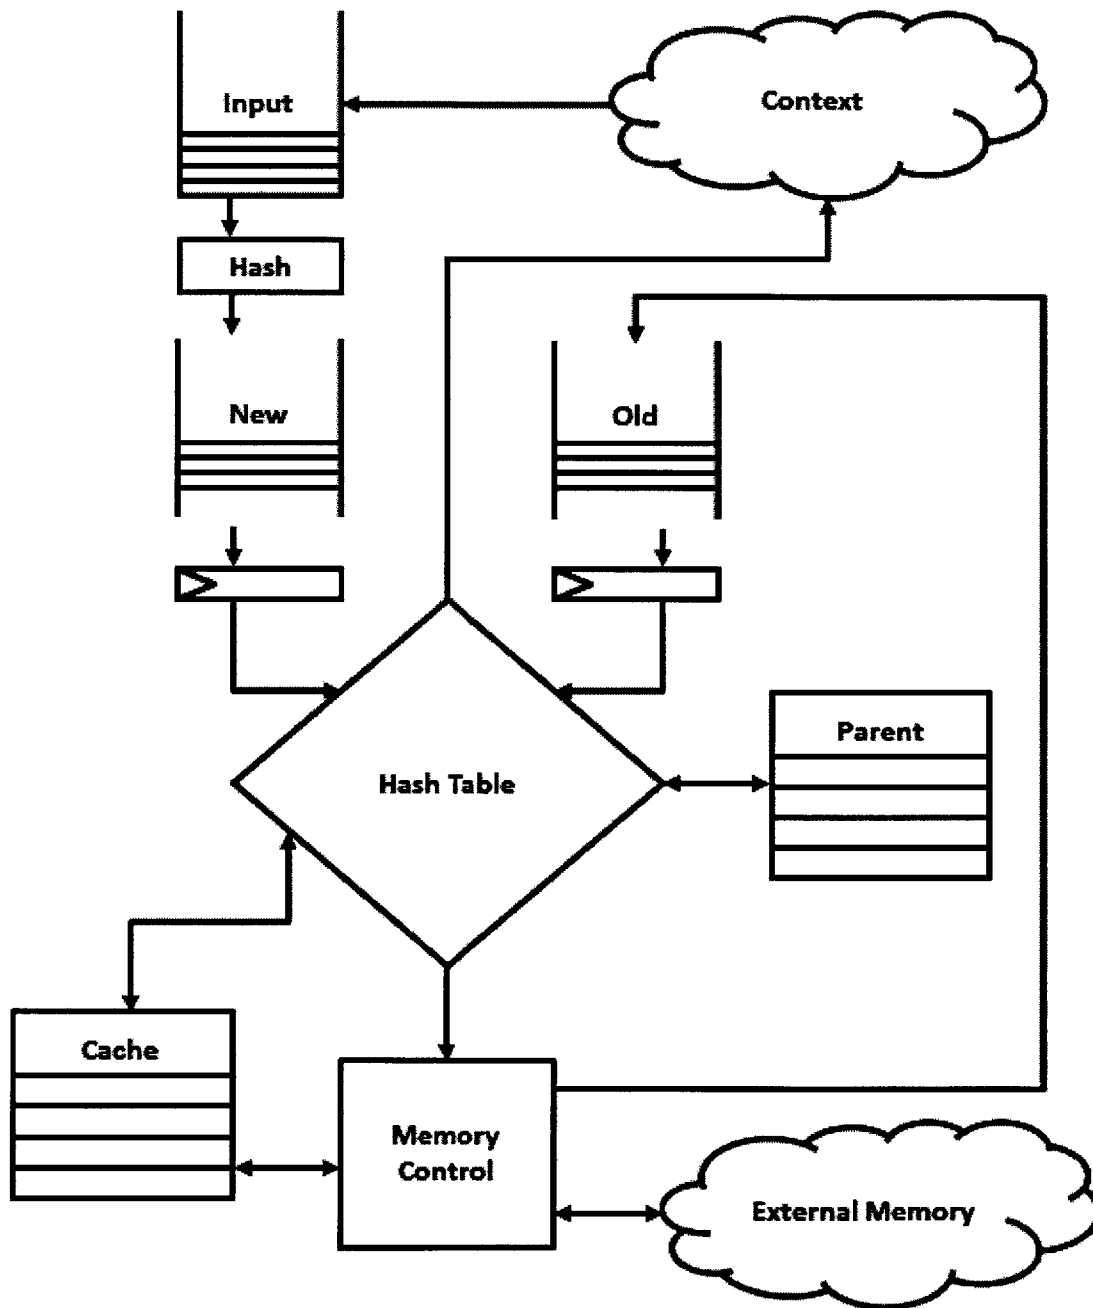 Input
Context
Hash
New
Old
Parent
Hash Table
Cache
Memory
Control
External Memory